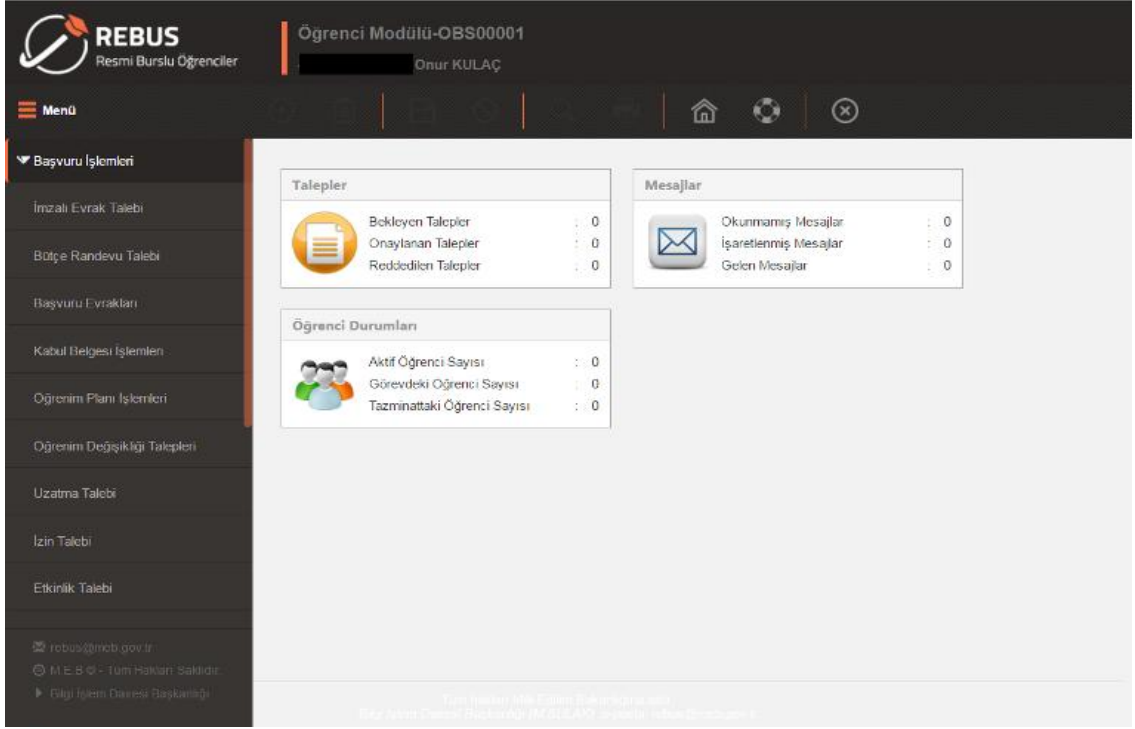 REBUS
Resmi Burslu Öğrenciler
Öğrenci Modülü-OBS00001
Onur KULAÇ
Menü
Başvuru İşlemleri
İmzalı Evrak Talebi
Bütçe Randevu Talebi
Başvuru Evrakları
Kabul Belgesi İşlemleri
Öğrenim Planı İşlemleri
Öğrenim Değişikliği Talepleri
Uzatma Talebi
İzin Talebi
Etkinlik Talebi
rebus@meb.gov.tr
M.E.B © - Tüm Hakları Saklıdır.
Bilgi İşlem Dairesi Başkanlığı
Talepler
Bekleyen Talepler : 0
Onaylanan Talepler : 0
Reddedilen Talepler : 0
Mesajlar
Okunmamış Mesajlar : 0
İşaretlenmiş Mesajlar : 0
Gelen Mesajlar : 0
Öğrenci Durumları
Aktif Öğrenci Sayısı : 0
Görevdeki Öğrenci Sayısı : 0
Tazminattaki Öğrenci Sayısı : 0